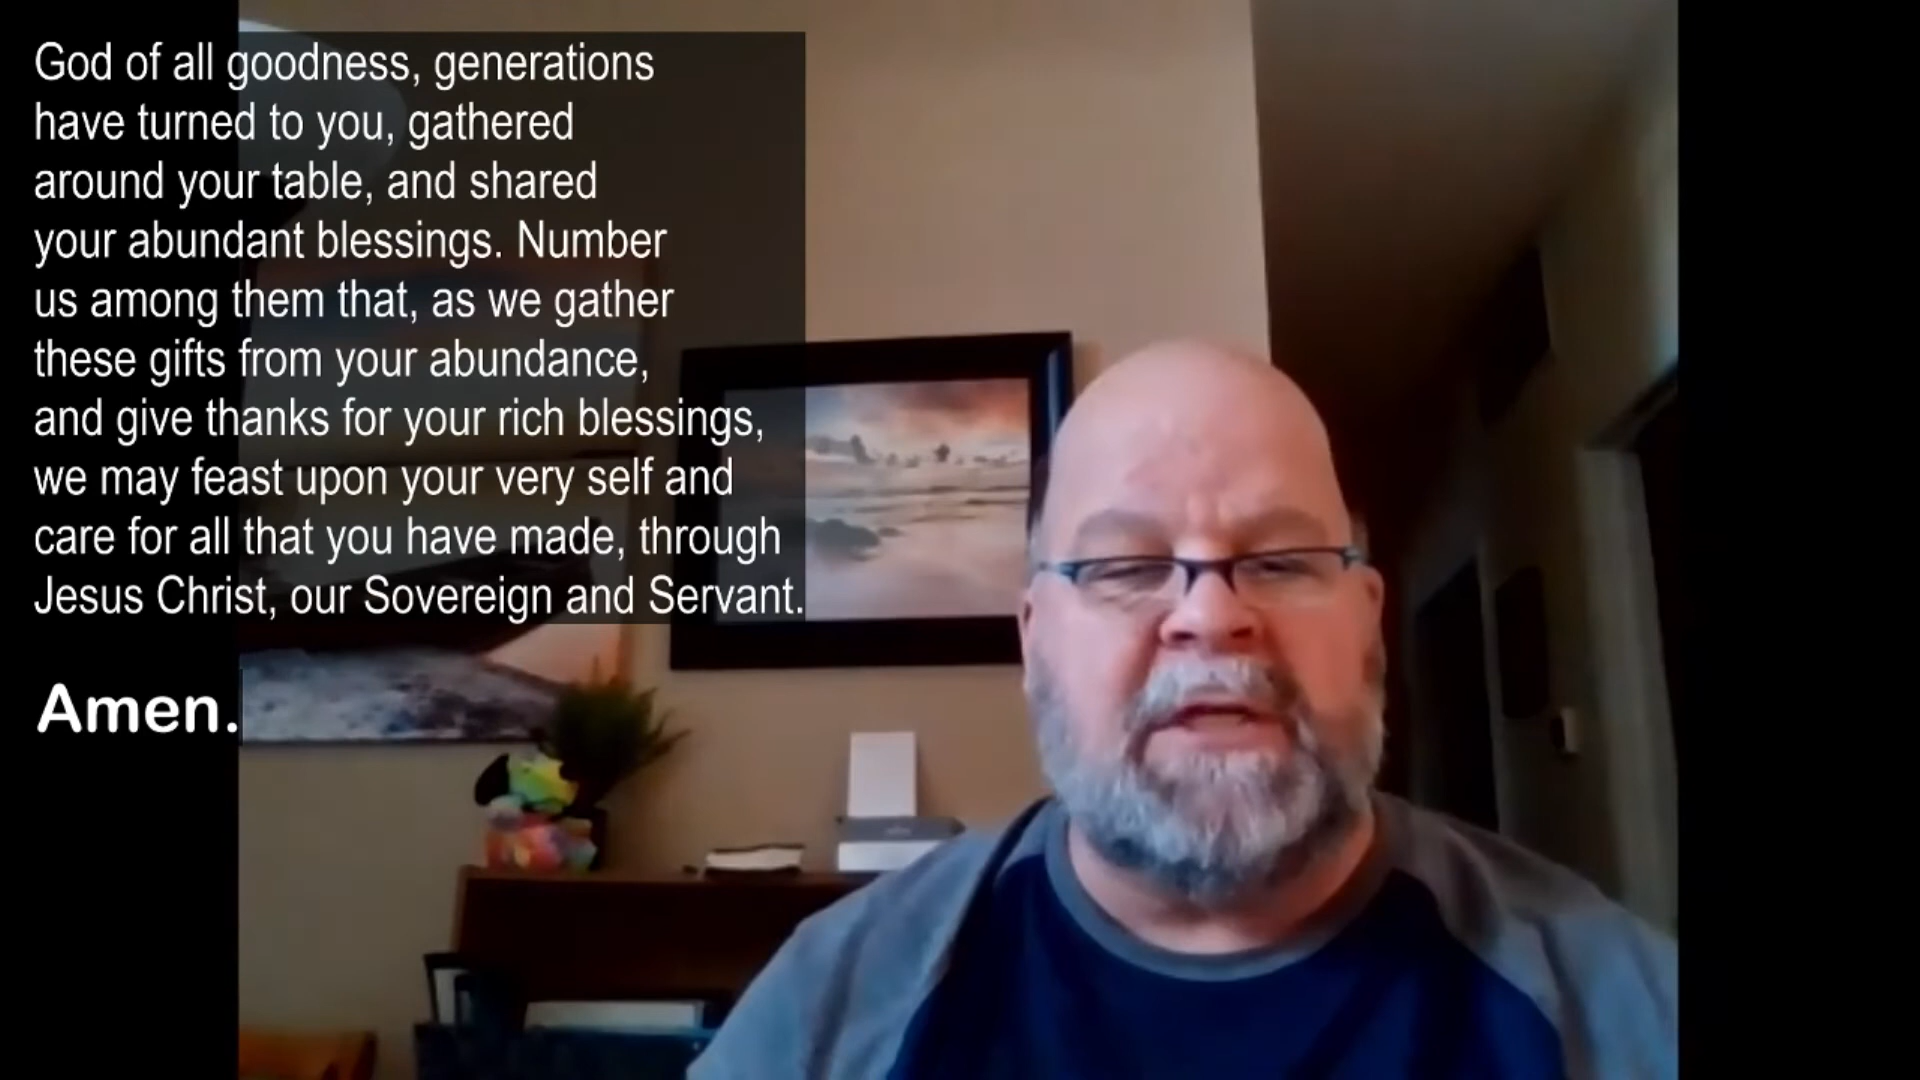 God of all goodness, generations
have turned to you, gathered
around your table, and shared
your abundant blessings. Number
us among them that, as we gather
these gifts from your abundance,
and give thanks for your rich blessings,
we may feast upon your very self and
care for all that you have made, through
Jesus Christ, our Sovereign and Servant.
Amen.